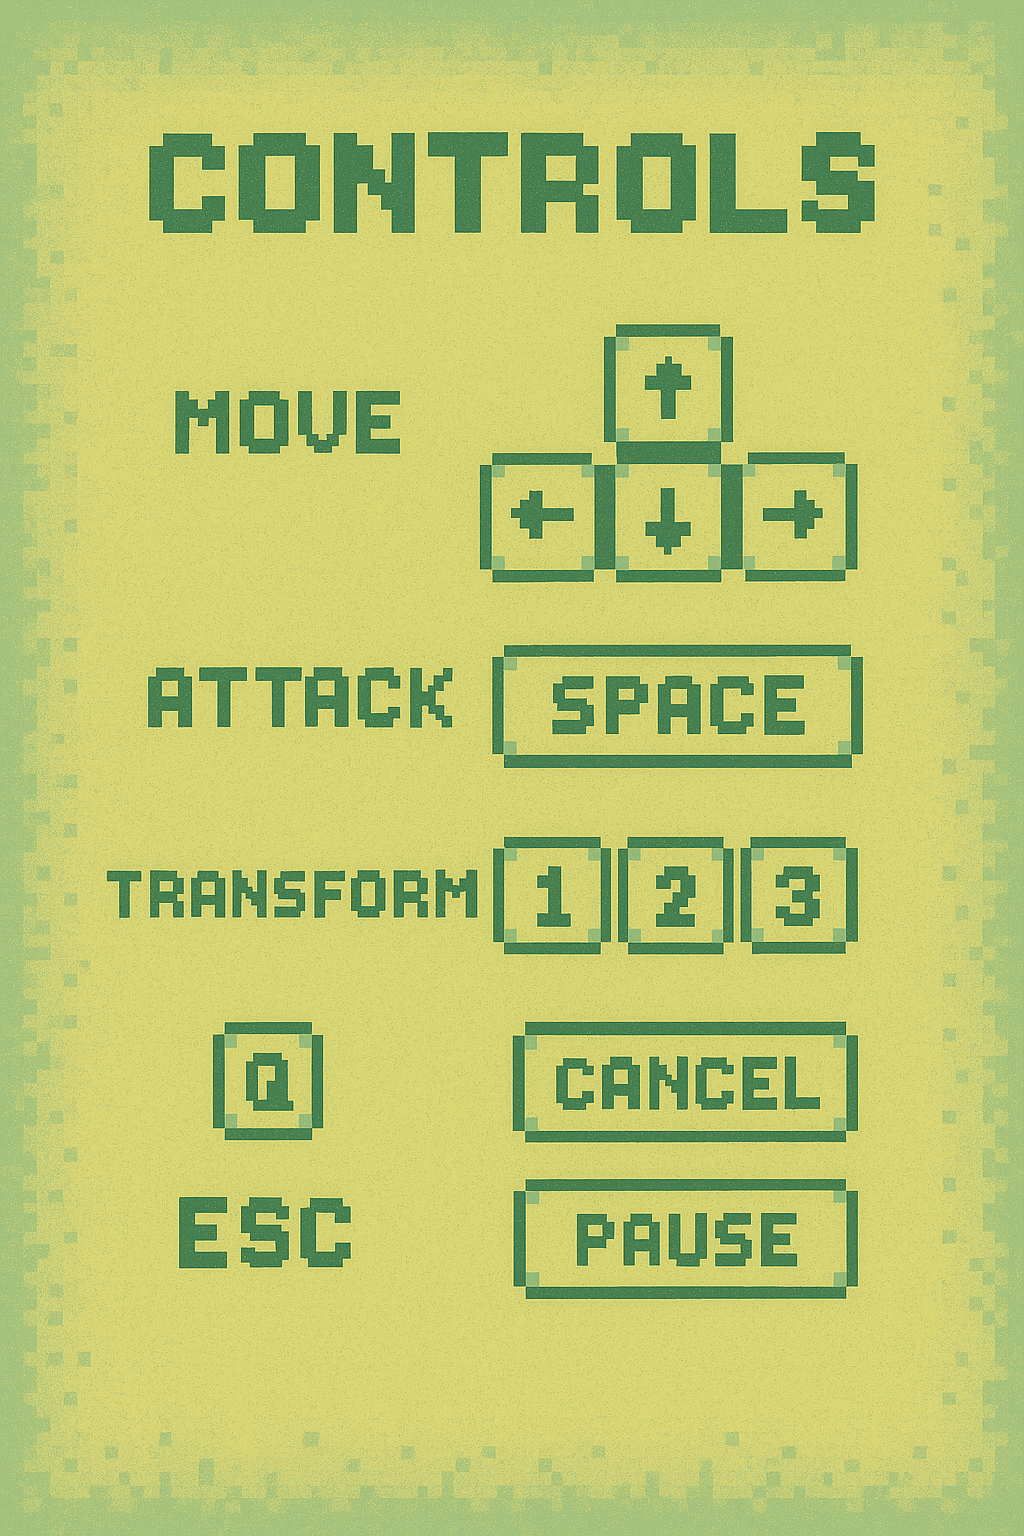 CONTROLS
MOVE
↑
← ↓ →
ATTACK SPACE
TRANSFORM 1 2 3
Q CANCEL
ESC PAUSE